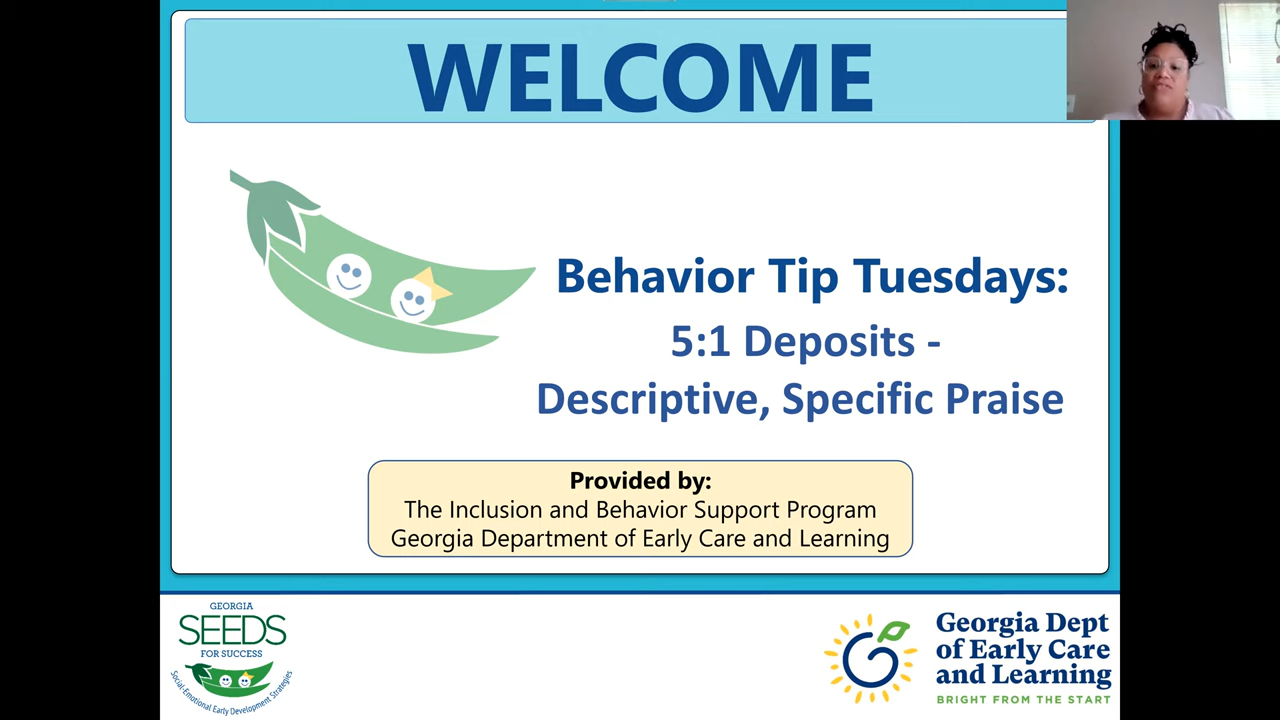 WELCOME
Behavior Tip Tuesdays:
5:1 Deposits -
Descriptive, Specific Praise
Provided by:
The Inclusion and Behavior Support Program
Georgia Department of Early Care and Learning
GEORGIA
SEEDS
FOR SUCCESS
Social-Emotional Early Development Strategies
Georgia Dept
of Early Care
and Learning
BRIGHT FROM THE START